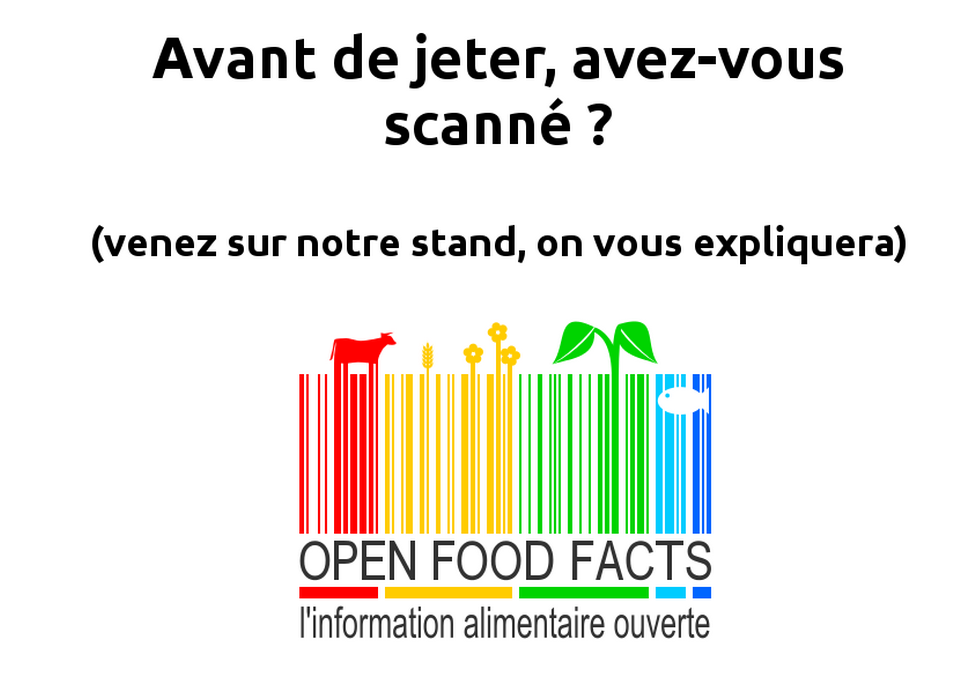 Avant de jeter, avez-vous
scanné ?
(venez sur notre stand, on vous expliquera)
OPEN FOOD FACTS
l'information alimentaire ouverte